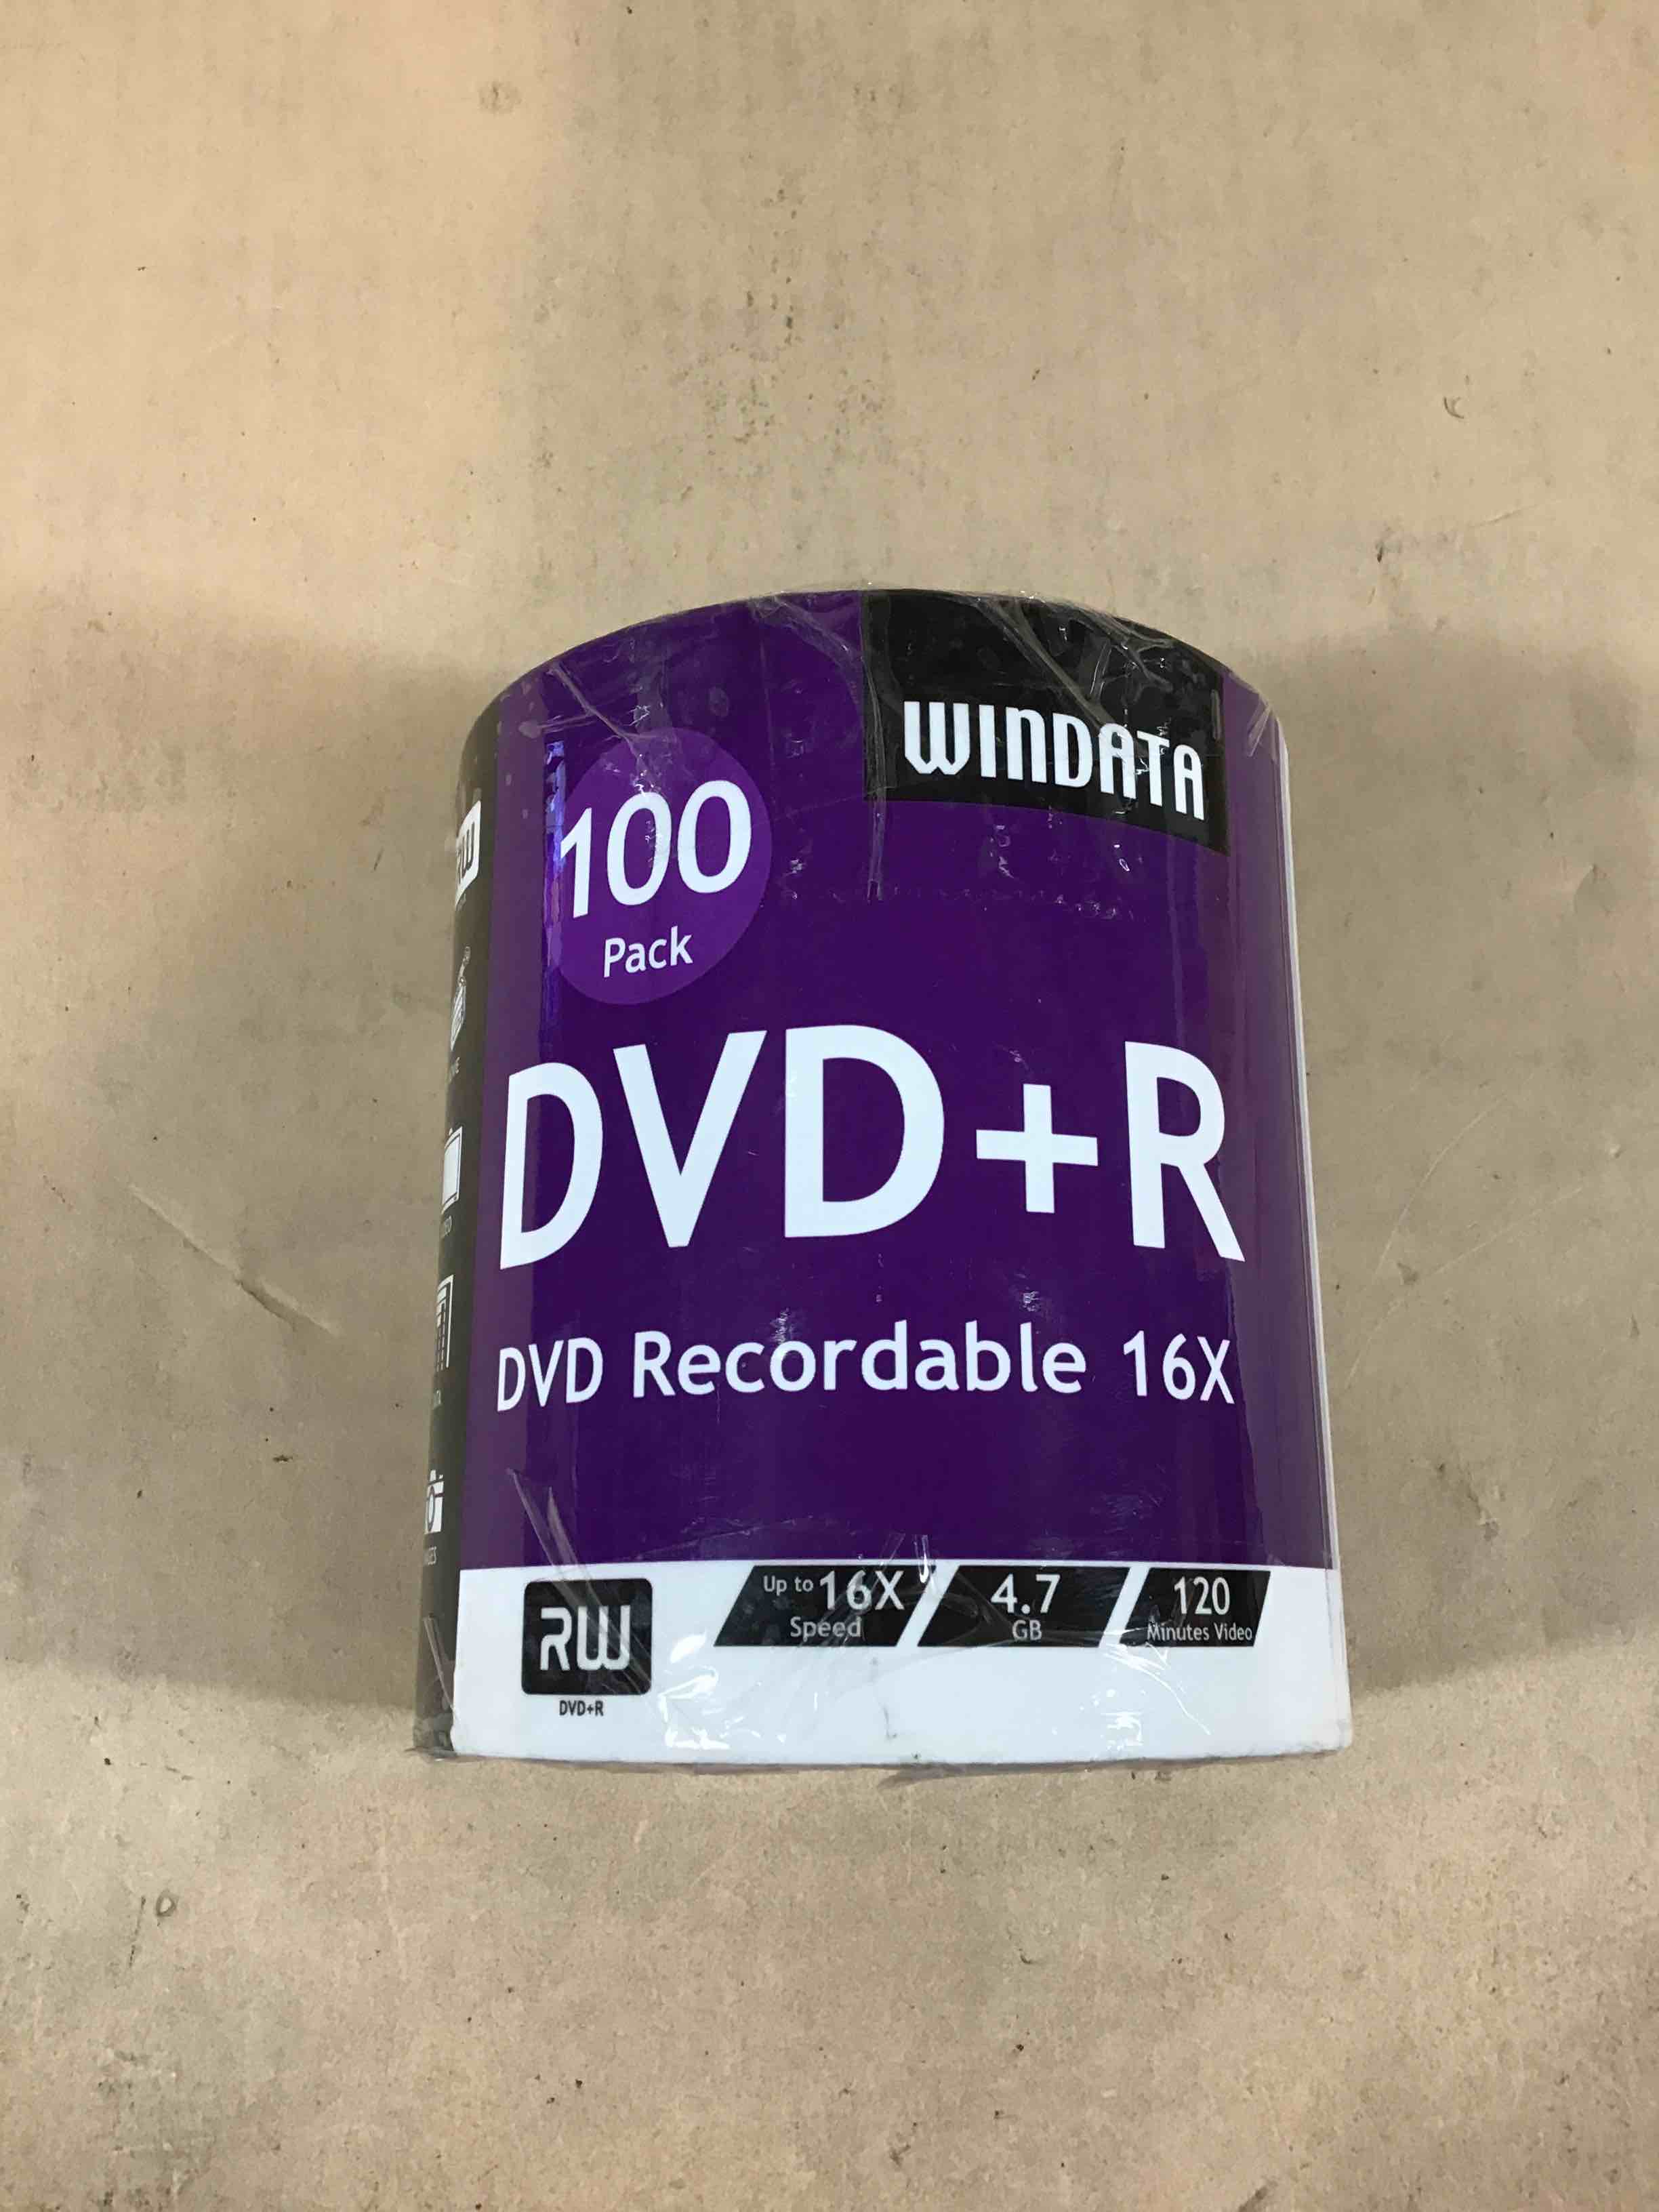 WINDATA
100
Pack
DVD+R
DVD Recordable 16X
RW
DVD+R
Up to 16X
Speed
4.7
GB
120
Minutes Video